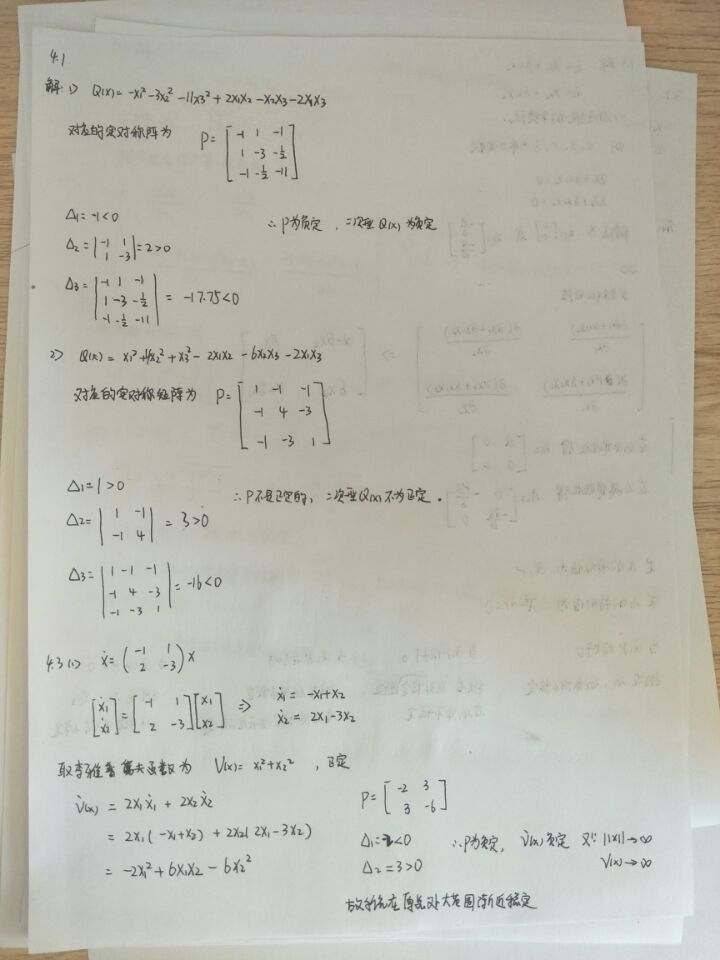 4.1
解: 1) Q(x) = -x₁² - 3x₂² - 11x₃² + 2x₁x₂ - x₂x₃ - 2x₁x₃
对应的实对称阵为 P = [-1 1 -1; 1 -3 -½; -1 -½ -11]
Δ₁ = -1 < 0
∴ P为负定, 二次型Q(x)为负定
Δ₂ = |-1 1; 1 -3| = 2 > 0
Δ₃ = |-1 1 -1; 1 -3 -½; -1 -½ -11| = -17.75 < 0
2) Q(x) = x₁² + 4x₂² + x₃² - 2x₁x₂ - 6x₂x₃ - 2x₁x₃
对应的实对称矩阵为 P = [1 -1 -1; -1 4 -3; -1 -3 1]
Δ₁ = 1 > 0
∴ P不是正定的, 二次型Q(x)不为正定.
Δ₂ = |1 -1; -1 4| = 3 > 0
Δ₃ = |1 -1 -1; -1 4 -3; -1 -3 1| = -16 < 0
4.3 (1) ẋ = (-1 1; 2 -3) x
[ẋ₁; ẋ₂] = [-1 1; 2 -3] [x₁; x₂] ⇒ ẋ₁ = -x₁ + x₂
ẋ₂ = 2x₁ - 3x₂
取李雅普夫函数为 V(x) = x₁² + x₂², 正定
V̇(x) = 2x₁ẋ₁ + 2x₂ẋ₂
= 2x₁(-x₁ + x₂) + 2x₂(2x₁ - 3x₂)
= -2x₁² + 6x₁x₂ - 6x₂²
P = [-2 3; 3 -6]
Δ₁ = -2 < 0 ∴ P为负定, V̇(x)负定 又∵ ||x|| → ∞
Δ₂ = 3 > 0 V(x) → ∞
故系统在原点处大范围渐近稳定